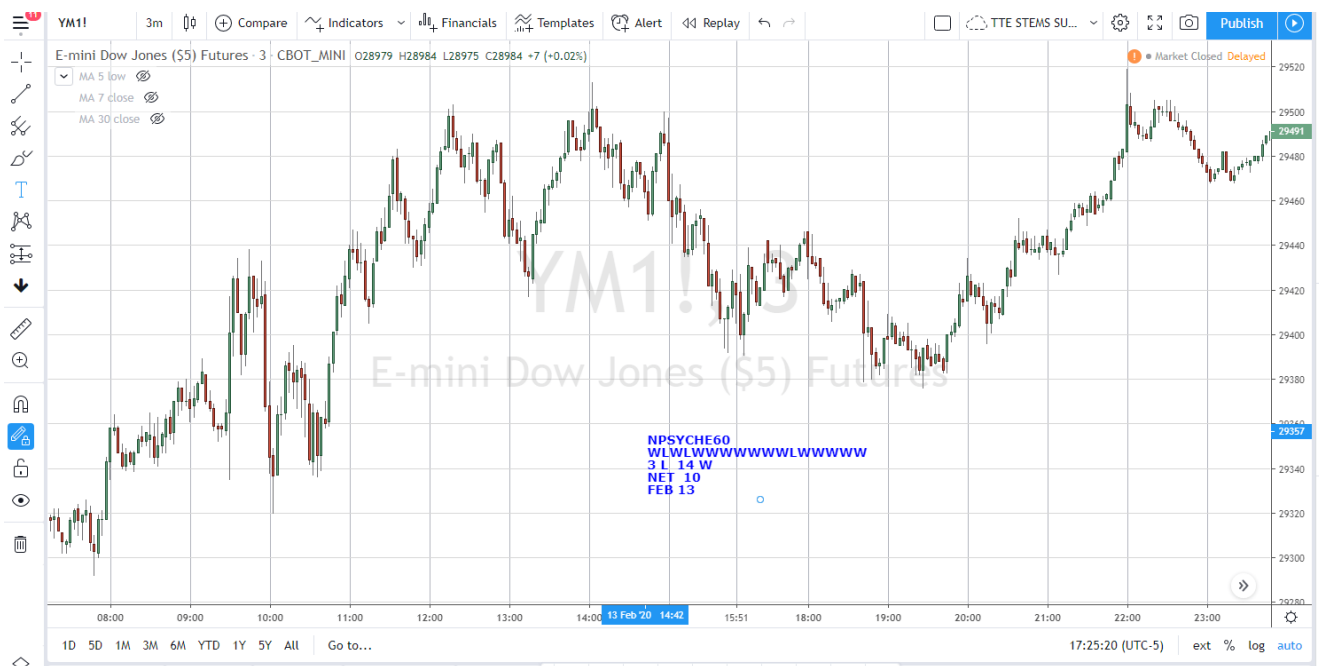 11
YM1!
3m
Compare
Indicators
Financials
Templates
Alert
Replay
TTE STEMS SU...
Publish
E-mini Dow Jones ($5) Futures · 3 · CBOT_MINI O28979 H28984 L28975 C28984 +7 (+0.02%)
! Market Closed Delayed
MA 5 low
MA 7 close
MA 30 close
YM1!, 3
E-mini Dow Jones ($5) Futures
NPSYCHE60
WLWLWWWWWWWLWWWWW
3 L 14 W
NET 10
FEB 13
29520
29500
29491
29480
29460
29440
29420
29400
29380
29360
29357
29340
29320
29300
29280
08:00 09:00 10:00 11:00 12:00 13:00 14:00 13 Feb '20 14:42 15:51 18:00 19:00 20:00 21:00 22:00 23:00
1D 5D 1M 3M 6M YTD 1Y 5Y All Go to... 17:25:20 (UTC-5) ext % log auto